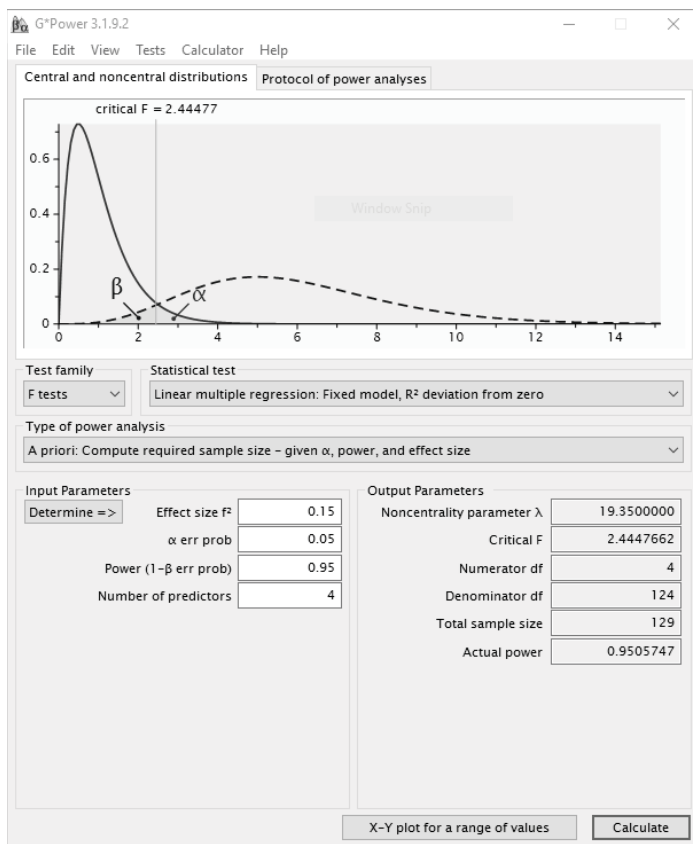 G*Power 3.1.9.2
File Edit View Tests Calculator Help
Central and noncentral distributions Protocol of power analyses
critical F = 2.44477
0.6
0.4
0.2
0
β
α
0 2 4 6 8 10 12 14
Window Snip
Test family Statistical test
F tests Linear multiple regression: Fixed model, R² deviation from zero
Type of power analysis
A priori: Compute required sample size – given α, power, and effect size
Input Parameters
Determine => Effect size f² 0.15
α err prob 0.05
Power (1-β err prob) 0.95
Number of predictors 4
Output Parameters
Noncentrality parameter λ 19.3500000
Critical F 2.4447662
Numerator df 4
Denominator df 124
Total sample size 129
Actual power 0.9505747
X-Y plot for a range of values Calculate